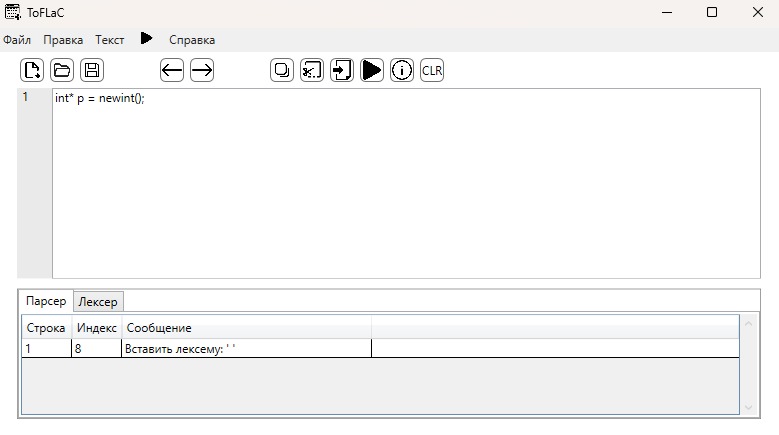 ToFLaC
Файл Правка Текст Справка
CLR
1 int* p = newint();
Парсер Лексер
Строка Индекс Сообщение
1 8 Вставить лексему: ' '